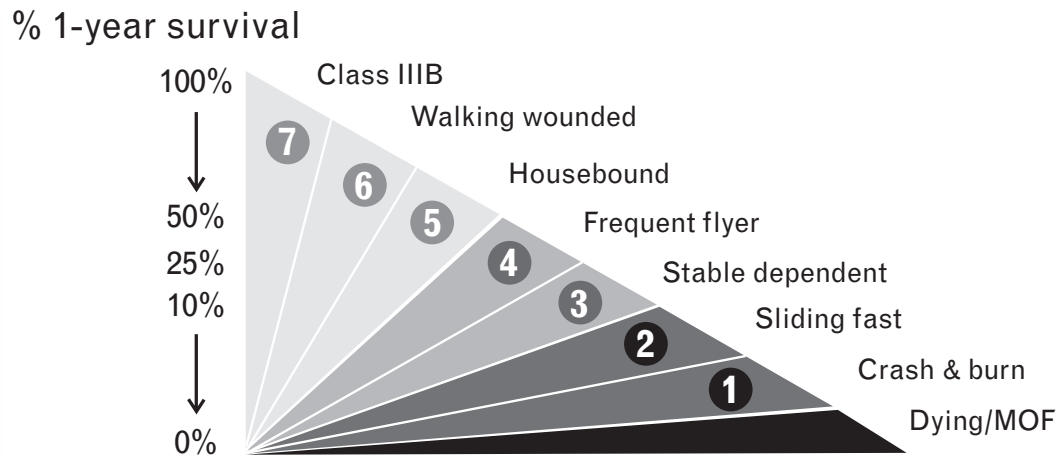 % 1-year survival
100%
50%
25%
10%
0%
Class IIIB
Walking wounded
Housebound
Frequent flyer
Stable dependent
Sliding fast
Crash & burn
Dying/MOF
7
6
5
4
3
2
1